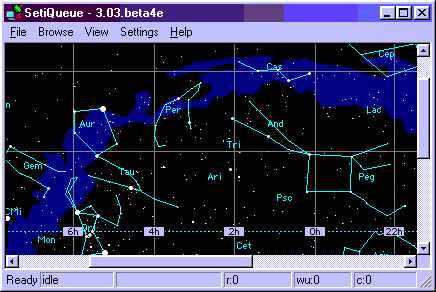 SetiQueue - 3.03.beta4e
File Browse View Settings Help
Cas
Cep
Per
Lac
Aur
And
Tri
Gem
Tau
Ari
Peg
Psc
CMi
Ori
6h 4h 2h 0h 22h
Mon
Cet
Ready idle r:0 wu:0 c:0